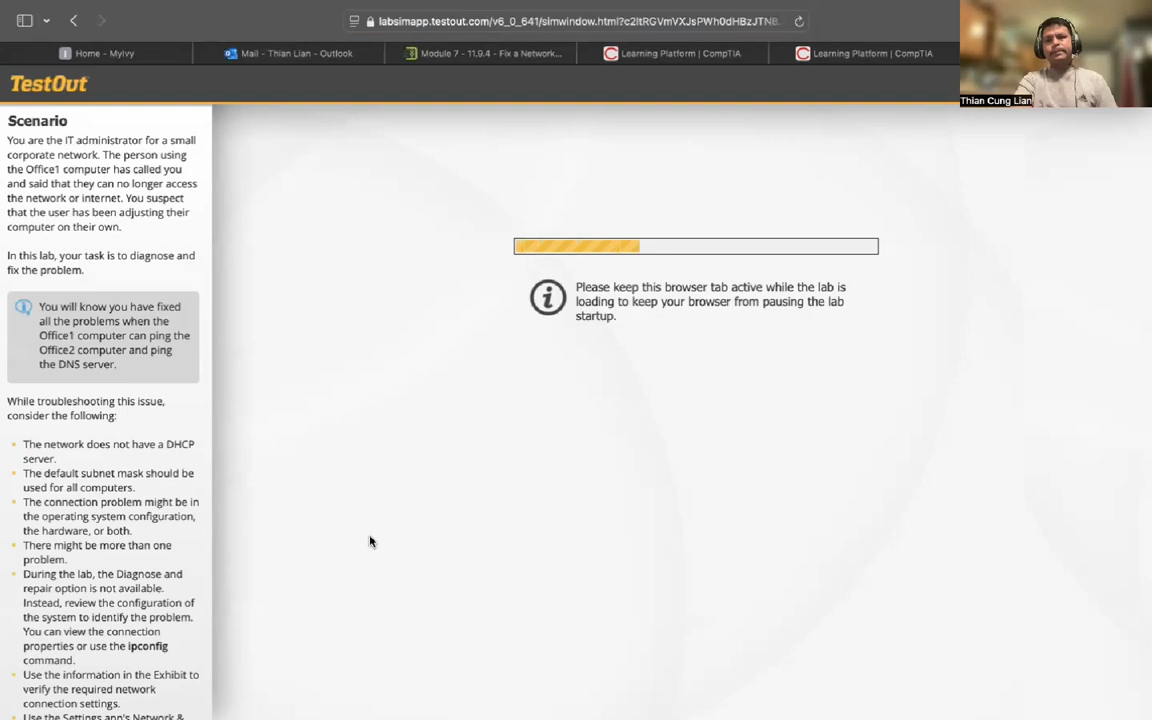 labsimapp.testout.com/v6_0_641/simwindow.html?c2ltRGVmVXJsPWh0dHBzJTNB...
Home - MyIvy
Mail - Thian Lian - Outlook
Module 7 - 11.9.4 - Fix a Network...
Learning Platform | CompTIA
Learning Platform | CompTIA
Thian Cung Lian
TestOut
Scenario
You are the IT administrator for a small
corporate network. The person using
the Office1 computer has called you
and said that they can no longer access
the network or internet. You suspect
that the user has been adjusting their
computer on their own.
In this lab, your task is to diagnose and
fix the problem.
You will know you have fixed
all the problems when the
Office1 computer can ping the
Office2 computer and ping
the DNS server.
While troubleshooting this issue,
consider the following:
The network does not have a DHCP
server.
The default subnet mask should be
used for all computers.
The connection problem might be in
the operating system configuration,
the hardware, or both.
There might be more than one
problem.
During the lab, the Diagnose and
repair option is not available.
Instead, review the configuration of
the system to identify the problem.
You can view the connection
properties or use the ipconfig
command.
Use the information in the Exhibit to
verify the required network
connection settings.
Use the Settings app's Network &
Please keep this browser tab active while the lab is
loading to keep your browser from pausing the lab
startup.